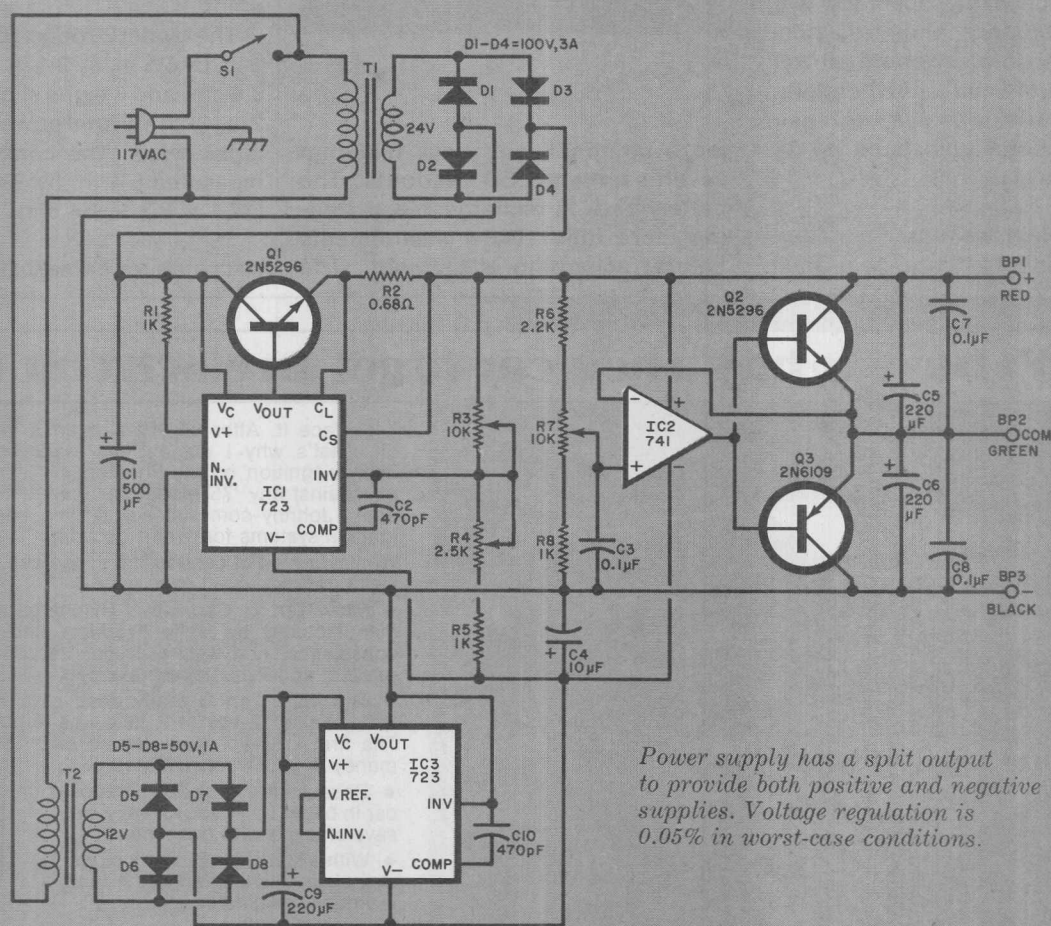 D1-D4=100V,3A
S1
T1
D1
D3
24V
117VAC
D2
D4
Q1
2N5296
R1
1K
R2
0.68Ω
R6
2.2K
Q2
2N5296
BP1
+
RED
C7
0.1µF
VC
VOUT
CL
V+
CS
R3
10K
R7
10K
-
+
IC2
741
+
-
+
C5
220
µF
BP2
COM
GREEN
+
C1
500
µF
N.
INV.
IC1
723
INV
COMP
V-
C2
470pF
R4
2.5K
R8
1K
C3
0.1µF
Q3
2N6109
+
C6
220
µF
C8
0.1µF
BP3
-
BLACK
R5
1K
+
C4
10µF
D5-D8=50V,1A
T2
12V
D5
D7
D6
D8
+
C9
220µF
VC
VOUT
V+
IC3
723
V REF.
N.INV.
INV
COMP
V-
C10
470pF
Power supply has a split output
to provide both positive and negative
supplies. Voltage regulation is
0.05% in worst-case conditions.